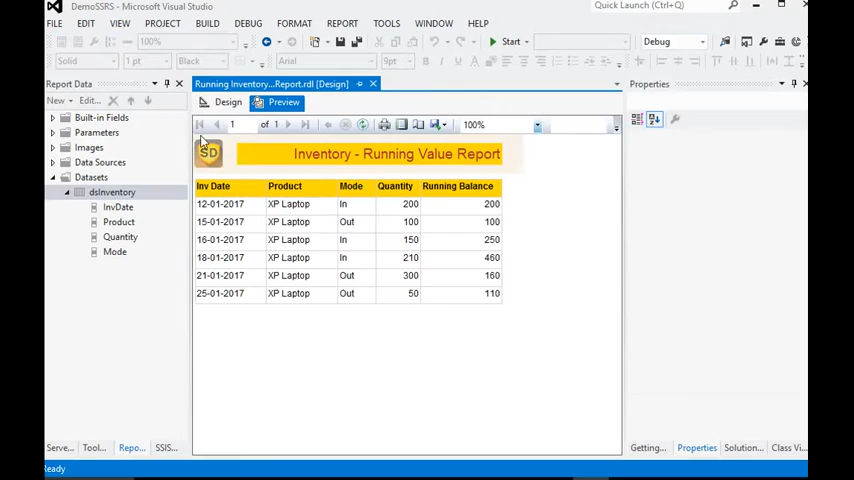 DemoSSRS - Microsoft Visual Studio
Quick Launch (Ctrl+Q)
FILE EDIT VIEW PROJECT BUILD DEBUG FORMAT REPORT TOOLS WINDOW HELP
100% Start Debug
Solid 1 pt Black Arial 9pt
Report Data
Running Inventory...Report.rdl [Design]
Properties
New Edit...
Design Preview
Built-in Fields
Parameters
Images
Data Sources
Datasets
dsInventory
InvDate
Product
Quantity
Mode
1 of 1 100%
SD
Inventory - Running Value Report
Inv Date Product Mode Quantity Running Balance
12-01-2017 XP Laptop In 200 200
15-01-2017 XP Laptop Out 100 100
16-01-2017 XP Laptop In 150 250
18-01-2017 XP Laptop In 210 460
21-01-2017 XP Laptop Out 300 160
25-01-2017 XP Laptop Out 50 110
Serve... Tool... Repo... SSIS...
Getting... Properties Solution... Class Vi...
Ready